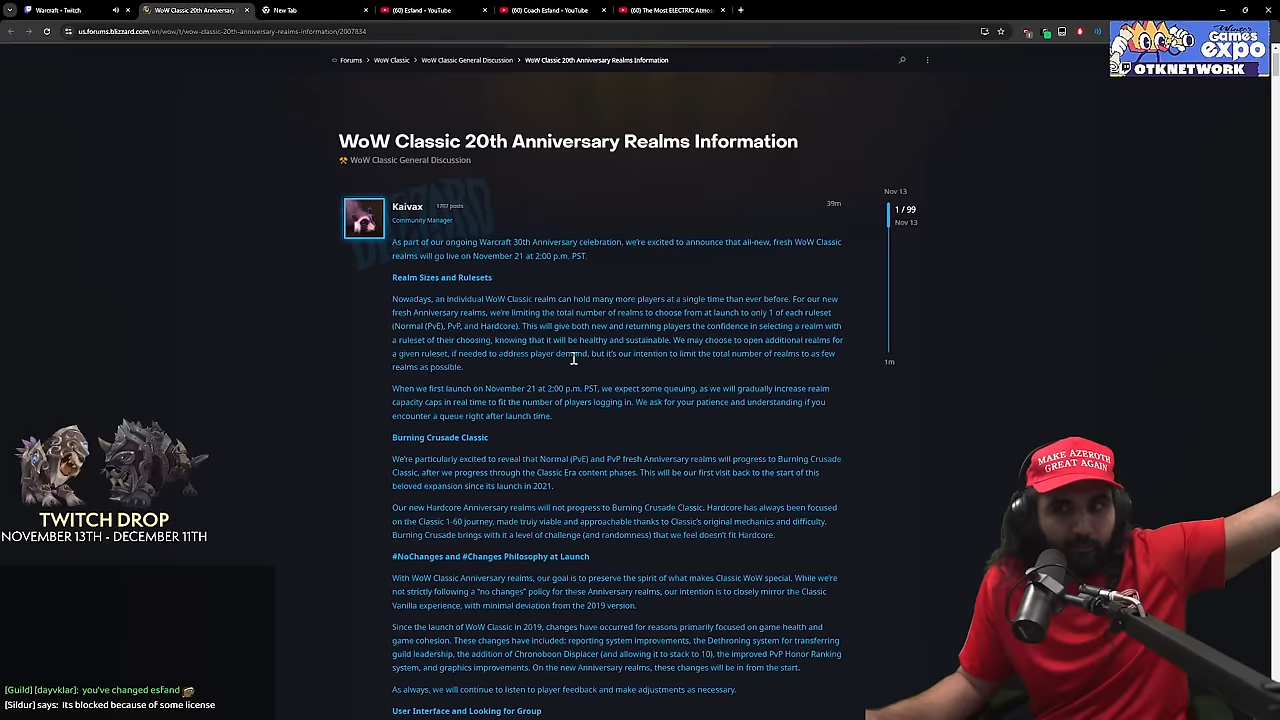 Warcraft - Twitch
WoW Classic 20th Anniversary
New Tab
(60) Esfand - YouTube
(60) Coach Esfand - YouTube
(60) The Most ELECTRIC Atmos
us.forums.blizzard.com/en/wow/t/wow-classic-20th-anniversary-realms-information/2007834
Games
expo
OTKNETWORK
Forums > WoW Classic > WoW Classic General Discussion > WoW Classic 20th Anniversary Realms Information
WoW Classic 20th Anniversary Realms Information
WoW Classic General Discussion
Nov 13
Kaivax 1707 posts
39m
1 / 99
Community Manager
Nov 13
As part of our ongoing Warcraft 30th Anniversary celebration, we're excited to announce that all-new, fresh WoW Classic
realms will go live on November 21 at 2:00 p.m. PST.
Realm Sizes and Rulesets
Nowadays, an individual WoW Classic realm can hold many more players at a single time than ever before. For our new
fresh Anniversary realms, we're limiting the total number of realms to choose from at launch to only 1 of each ruleset
(Normal (PvE), PvP, and Hardcore). This will give both new and returning players the confidence in selecting a realm with
a ruleset of their choosing, knowing that it will be healthy and sustainable. We may choose to open additional realms for
a given ruleset, if needed to address player demand, but it's our intention to limit the total number of realms to as few
realms as possible.
1m
When we first launch on November 21 at 2:00 p.m. PST, we expect some queuing, as we will gradually increase realm
capacity caps in real time to fit the number of players logging in. We ask for your patience and understanding if you
encounter a queue right after launch time.
Burning Crusade Classic
We're particularly excited to reveal that Normal (PvE) and PvP fresh Anniversary realms will progress to Burning Crusade
Classic, after we progress through the Classic Era content phases. This will be our first visit back to the start of this
beloved expansion since its launch in 2021.
Our new Hardcore Anniversary realms will not progress to Burning Crusade Classic. Hardcore has always been focused
on the Classic 1-60 journey, made truly viable and approachable thanks to Classic's original mechanics and difficulty.
Burning Crusade brings with it a level of challenge (and randomness) that we feel doesn't fit Hardcore.
#NoChanges and #Changes Philosophy at Launch
With WoW Classic Anniversary realms, our goal is to preserve the spirit of what makes Classic WoW special. While we're
not strictly following a "no changes" policy for these Anniversary realms, our intention is to closely mirror the Classic
Vanilla experience, with minimal deviation from the 2019 version.
Since the launch of WoW Classic in 2019, changes have occurred for reasons primarily focused on game health and
game cohesion. These changes have included: reporting system improvements, the Dethroning system for transferring
guild leadership, the addition of Chronoboon Displacer (and allowing it to stack to 10), the improved PvP Honor Ranking
system, and graphics improvements. On the new Anniversary realms, these changes will be in from the start.
As always, we will continue to listen to player feedback and make adjustments as necessary.
User Interface and Looking for Group
TWITCH DROP
NOVEMBER 13TH - DECEMBER 11TH
[Guild] [dayvklar]: you've changed esfand
[Sildur] says: Its blocked because of some license
MAKE AZEROTH
GREAT AGAIN